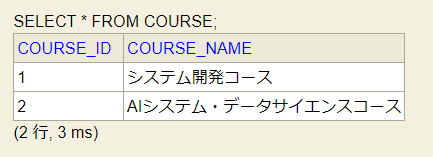 SELECT * FROM COURSE;
COURSE_ID COURSE_NAME
1 システム開発コース
2 AIシステム・データサイエンスコース
(2 行, 3 ms)